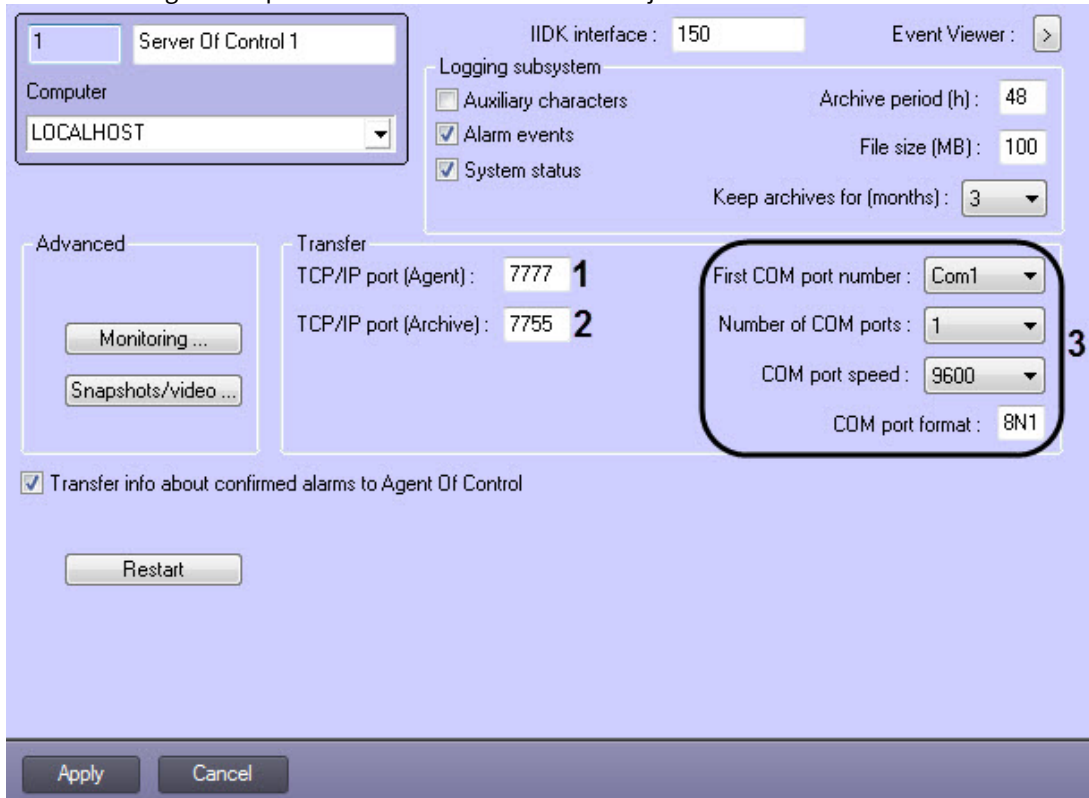 1
Server Of Control 1
Computer
LOCALHOST
IIDK interface : 150
Event Viewer : >
Logging subsystem
Auxiliary characters
Alarm events
System status
Archive period (h) : 48
File size (MB) : 100
Keep archives for (months) : 3
Advanced
Monitoring ...
Snapshots/video ...
Transfer
TCP/IP port (Agent) : 7777 1
TCP/IP port (Archive) : 7755 2
First COM port number : Com1
Number of COM ports : 1
COM port speed : 9600
COM port format : 8N1
3
Transfer info about confirmed alarms to Agent Of Control
Restart
Apply
Cancel